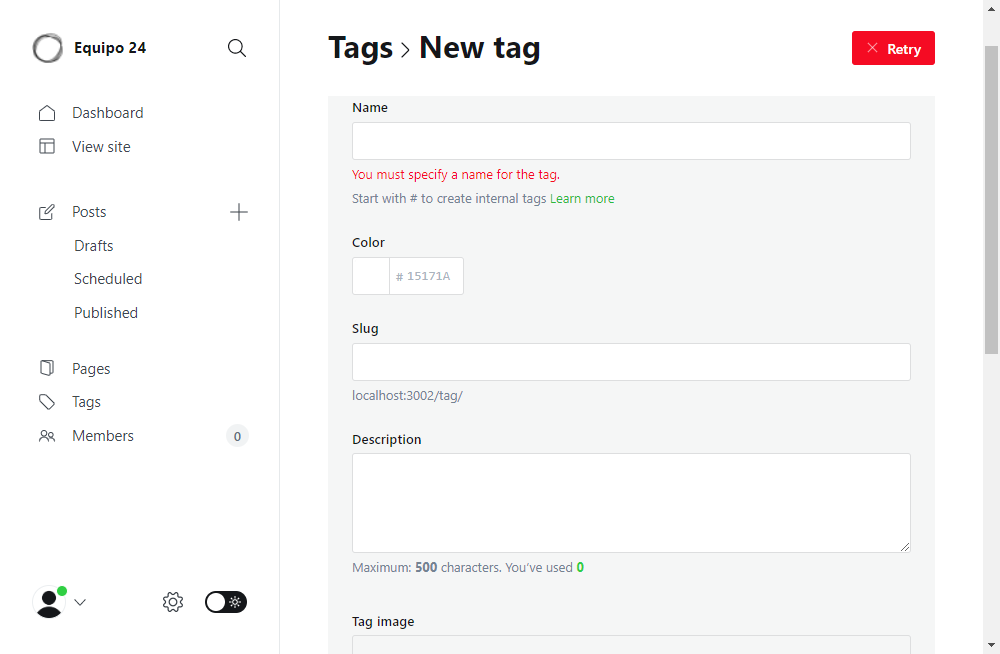 Equipo 24
Dashboard
View site
Posts
Drafts
Scheduled
Published
Pages
Tags
Members 0
Tags > New tag
Retry
Name
You must specify a name for the tag.
Start with # to create internal tags Learn more
Color
# 15171A
Slug
localhost:3002/tag/
Description
Maximum: 500 characters. You’ve used 0
Tag image